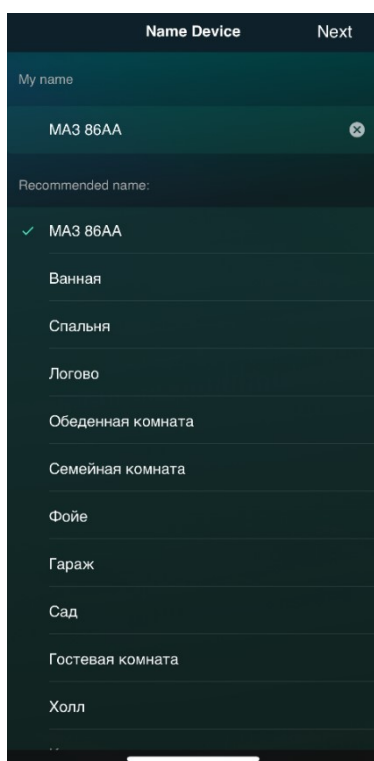 Name Device
Next
My name
MA3 86AA
Recommended name:
MA3 86AA
Ванная
Спальня
Логово
Обеденная комната
Семейная комната
Фойе
Гараж
Сад
Гостевая комната
Холл